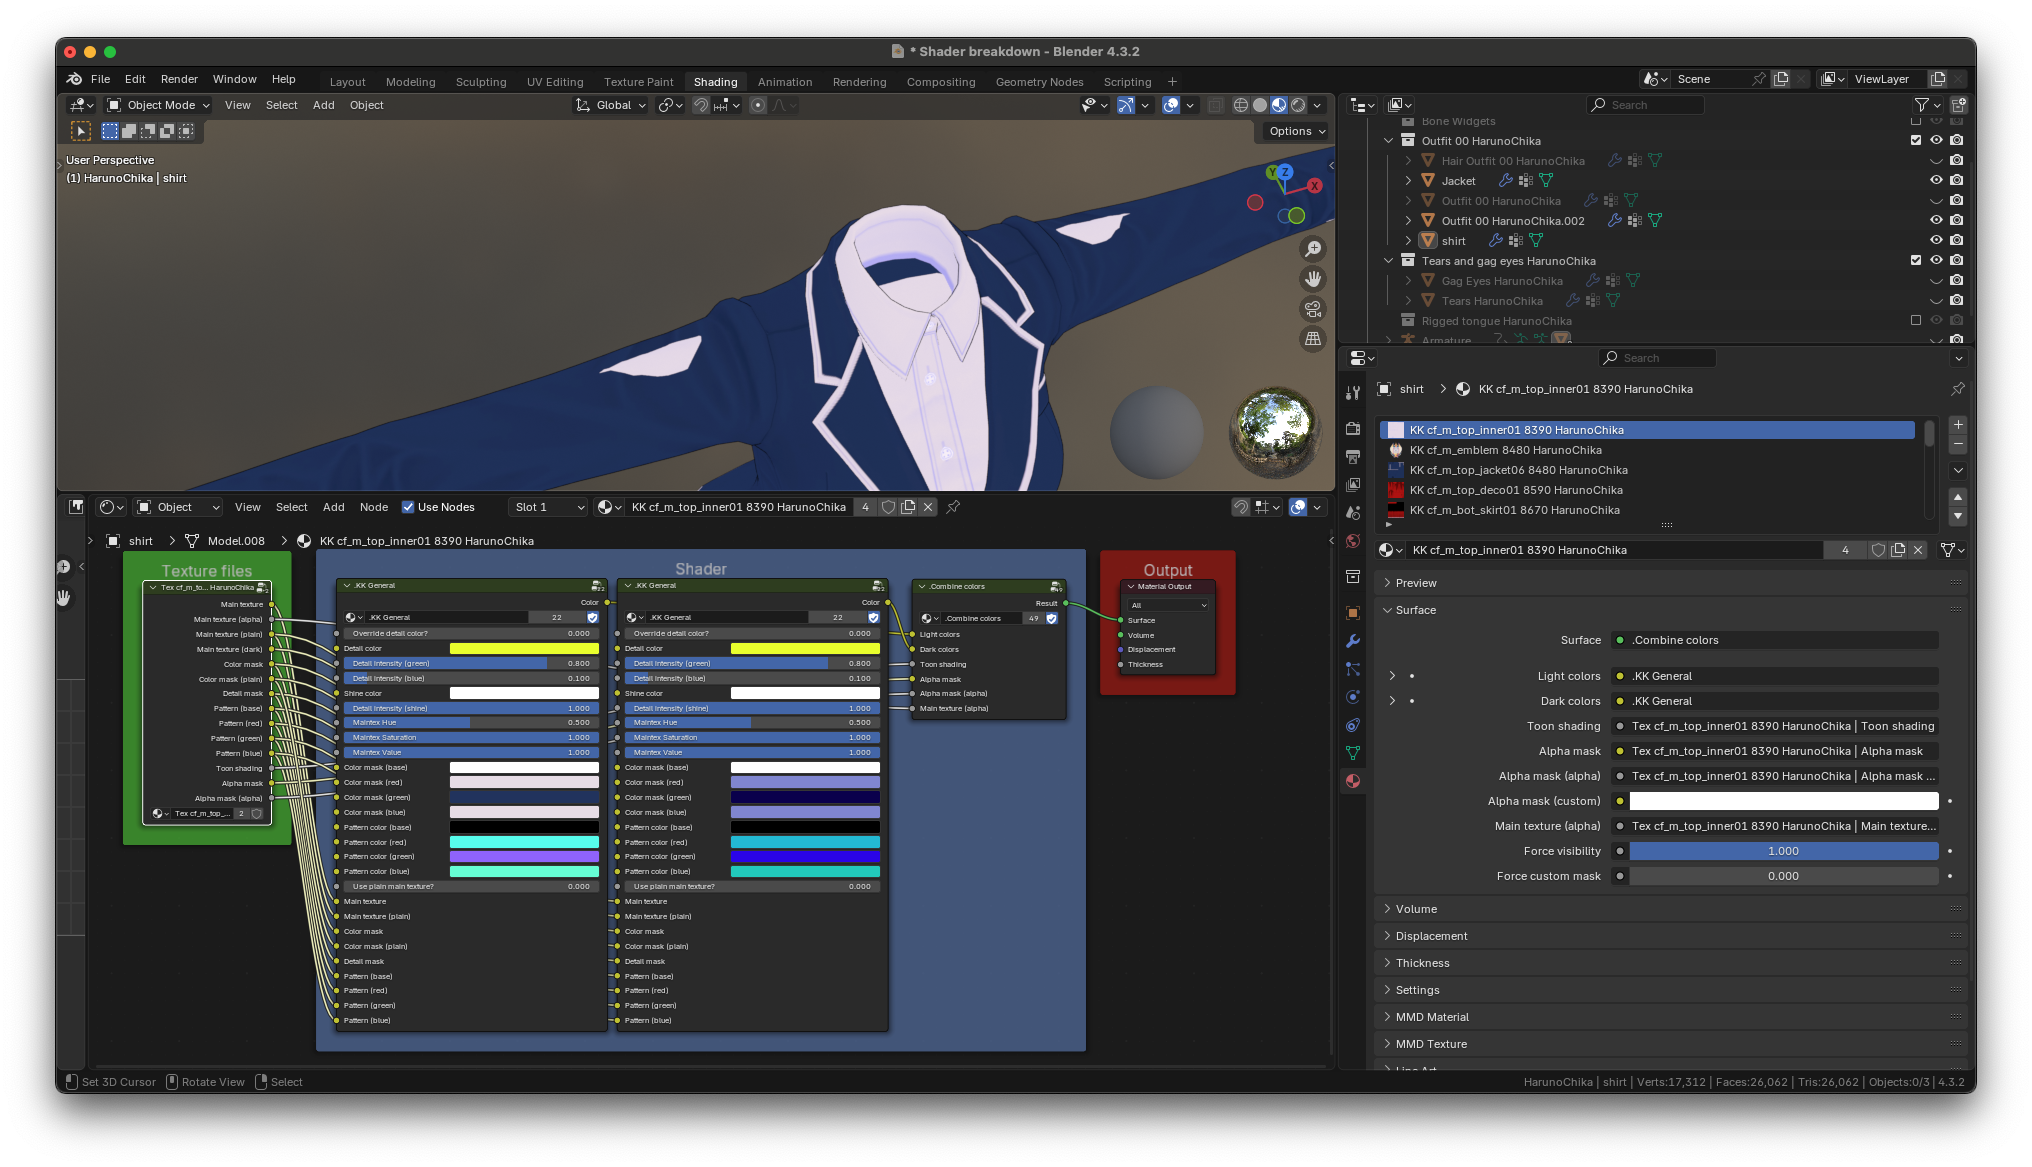 * Shader breakdown - Blender 4.3.2
File Edit Render Window Help
Layout Modeling Sculpting UV Editing Texture Paint Shading Animation Rendering Compositing Geometry Nodes Scripting +
Scene
ViewLayer
Object Mode View Select Add Object
Global
Options
User Perspective
(1) HarunoChika | shirt
Y Z X
Search
Bone Widgets
Outfit 00 HarunoChika
Hair Outfit 00 HarunoChika
Jacket
Outfit 00 HarunoChika
Outfit 00 HarunoChika.002
shirt
Tears and gag eyes HarunoChika
Gag Eyes HarunoChika
Tears HarunoChika
Rigged tongue HarunoChika
Armature
Search
shirt > KK cf_m_top_inner01 8390 HarunoChika
KK cf_m_top_inner01 8390 HarunoChika
KK cf_m_emblem 8480 HarunoChika
KK cf_m_top_jacket06 8480 HarunoChika
KK cf_m_top_deco01 8590 HarunoChika
KK cf_m_bot_skirt01 8670 HarunoChika
KK cf_m_top_inner01 8390 HarunoChika 4
Preview
Surface
Surface .Combine colors
Light colors .KK General
Dark colors .KK General
Toon shading Tex cf_m_top_inner01 8390 HarunoChika | Toon shading
Alpha mask Tex cf_m_top_inner01 8390 HarunoChika | Alpha mask
Alpha mask (alpha) Tex cf_m_top_inner01 8390 HarunoChika | Alpha mask ...
Alpha mask (custom)
Main texture (alpha) Tex cf_m_top_inner01 8390 HarunoChika | Main texture...
Force visibility 1.000
Force custom mask 0.000
Volume
Displacement
Thickness
Settings
MMD Material
MMD Texture
Line Art
Object View Select Add Node Use Nodes Slot 1 KK cf_m_top_inner01 8390 HarunoChika 4
shirt > Model.008 > KK cf_m_top_inner01 8390 HarunoChika
Texture files
Tex cf_m_to... HarunoChika
Main texture
Main texture (alpha)
Main texture (plain)
Main texture (dark)
Color mask
Color mask (plain)
Detail mask
Pattern (base)
Pattern (red)
Pattern (green)
Pattern (blue)
Toon shading
Alpha mask
Alpha mask (alpha)
Tex cf_m_top_... 2
Shader
.KK General
Color
.KK General 22
Override detail color? 0.000
Detail color
Detail intensity (green) 0.800
Detail intensity (blue) 0.100
Shine color
Detail intensity (shine) 1.000
Maintex Hue 0.500
Maintex Saturation 1.000
Maintex Value 1.000
Color mask (base)
Color mask (red)
Color mask (green)
Color mask (blue)
Pattern color (base)
Pattern color (red)
Pattern color (green)
Pattern color (blue)
Use plain main texture? 0.000
Main texture
Main texture (plain)
Color mask
Color mask (plain)
Detail mask
Pattern (base)
Pattern (red)
Pattern (green)
Pattern (blue)
.KK General
Color
.KK General 22
Override detail color? 0.000
Detail color
Detail intensity (green) 0.800
Detail intensity (blue) 0.100
Shine color
Detail intensity (shine) 1.000
Maintex Hue 0.500
Maintex Saturation 1.000
Maintex Value 1.000
Color mask (base)
Color mask (red)
Color mask (green)
Color mask (blue)
Pattern color (base)
Pattern color (red)
Pattern color (green)
Pattern color (blue)
Use plain main texture? 0.000
Main texture
Main texture (plain)
Color mask
Color mask (plain)
Detail mask
Pattern (base)
Pattern (red)
Pattern (green)
Pattern (blue)
.Combine colors
Result
.Combine colors 49
Light colors
Dark colors
Toon shading
Alpha mask
Alpha mask (alpha)
Main texture (alpha)
Output
Material Output
All
Surface
Volume
Displacement
Thickness
Set 3D Cursor Rotate View Select
HarunoChika | shirt | Verts:17,312 | Faces:26,062 | Tris:26,062 | Objects:0/3 | 4.3.2